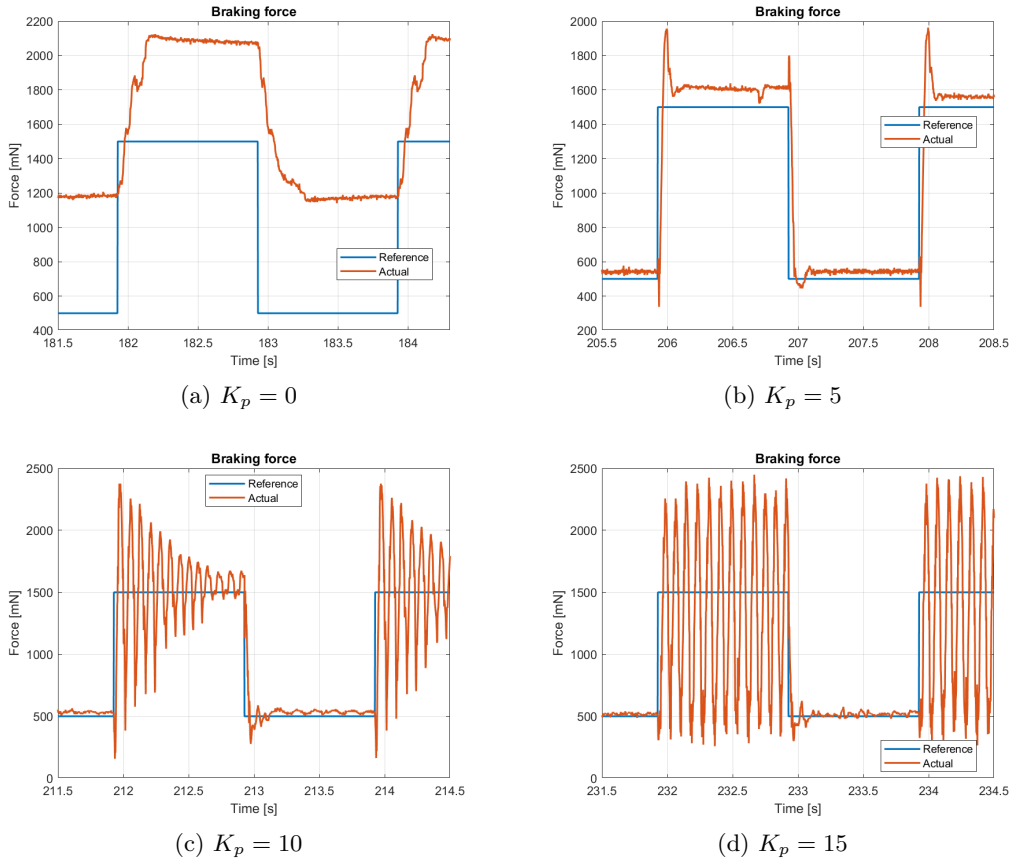 Braking force
2200
2000
1800
1600
1400
1200
1000
800
600
400
Force [mN]
Reference
Actual
181.5 182 182.5 183 183.5 184
Time [s]
(a) K_p = 0
Braking force
2000
1800
1600
1400
1200
1000
800
600
400
200
Force [mN]
Reference
Actual
205.5 206 206.5 207 207.5 208 208.5
Time [s]
(b) K_p = 5
Braking force
2500
2000
1500
1000
500
0
Force [mN]
Reference
Actual
211.5 212 212.5 213 213.5 214 214.5
Time [s]
(c) K_p = 10
Braking force
2500
2000
1500
1000
500
0
Force [mN]
Reference
Actual
231.5 232 232.5 233 233.5 234 234.5
Time [s]
(d) K_p = 15